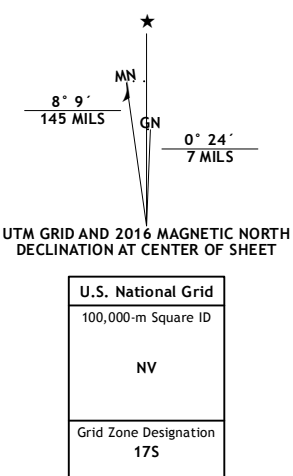 ★
MN
8° 9´
145 MILS
GN
0° 24´
7 MILS
UTM GRID AND 2016 MAGNETIC NORTH
DECLINATION AT CENTER OF SHEET
U.S. National Grid
100,000-m Square ID
NV
Grid Zone Designation
17S